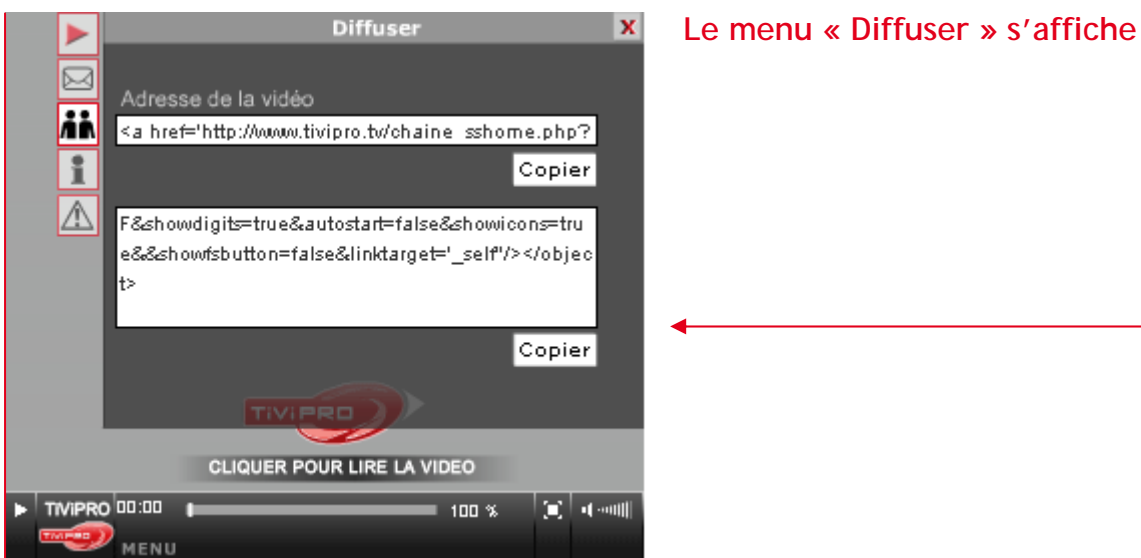 Diffuser
X
Le menu « Diffuser » s’affiche
Adresse de la vidéo
<a href='http://www.tivipro.tv/chaine_sshome.php?
Copier
F&showdigits=true&autostart=false&showicons=tru
e&&showfsbutton=false&linktarget='_self'/></objec
t>
Copier
TiViPRO
CLIQUER POUR LIRE LA VIDEO
TiViPRO 00:00 100 %
TiViPRO
MENU